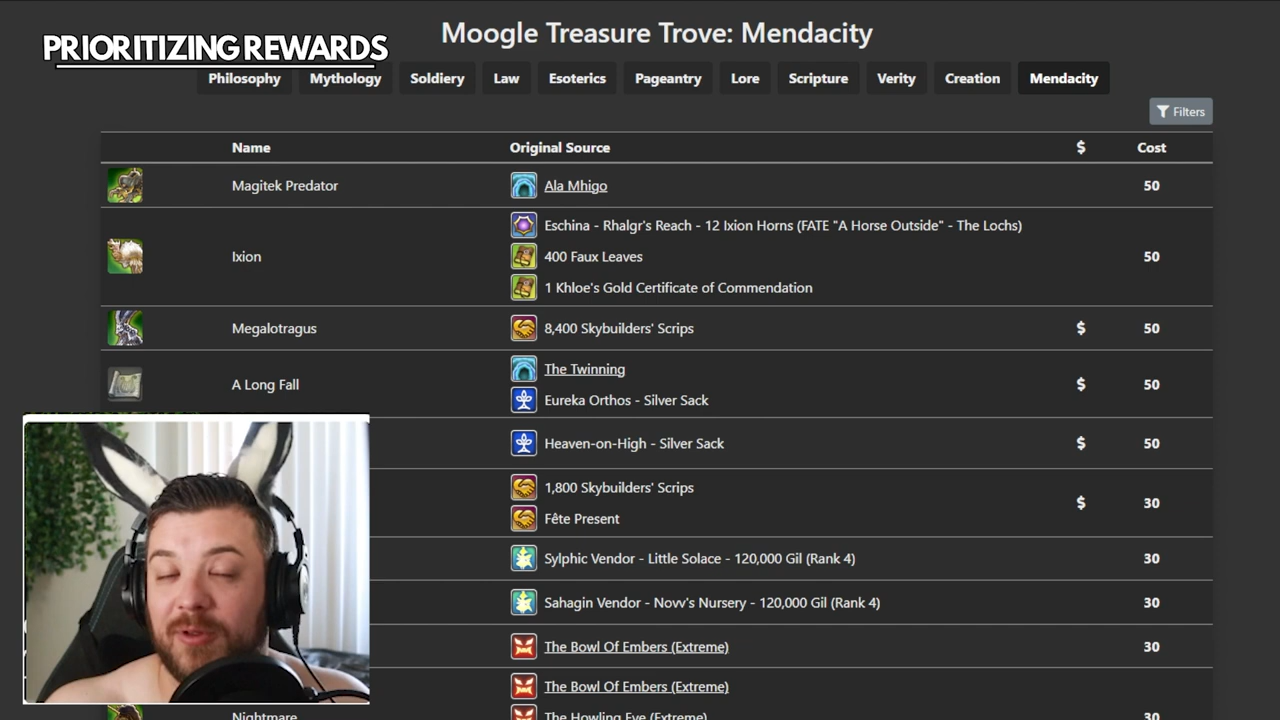 PRIORITIZING REWARDS
Moogle Treasure Trove: Mendacity
Philosophy Mythology Soldiery Law Esoterics Pageantry Lore Scripture Verity Creation Mendacity
Filters
Name Original Source $ Cost
Magitek Predator Ala Mhigo 50
Eschina - Rhalgr's Reach - 12 Ixion Horns (FATE "A Horse Outside" - The Lochs)
Ixion 400 Faux Leaves 50
1 Khloe's Gold Certificate of Commendation
Megalotragus 8,400 Skybuilders' Scrips $ 50
The Twinning
A Long Fall $ 50
Eureka Orthos - Silver Sack
Heaven-on-High - Silver Sack $ 50
1,800 Skybuilders' Scrips
$ 30
Fête Present
Sylphic Vendor - Little Solace - 120,000 Gil (Rank 4) 30
Sahagin Vendor - Novv's Nursery - 120,000 Gil (Rank 4) 30
The Bowl Of Embers (Extreme) 30
The Bowl Of Embers (Extreme)
Nightmare The Howling Eye (Extreme) 30